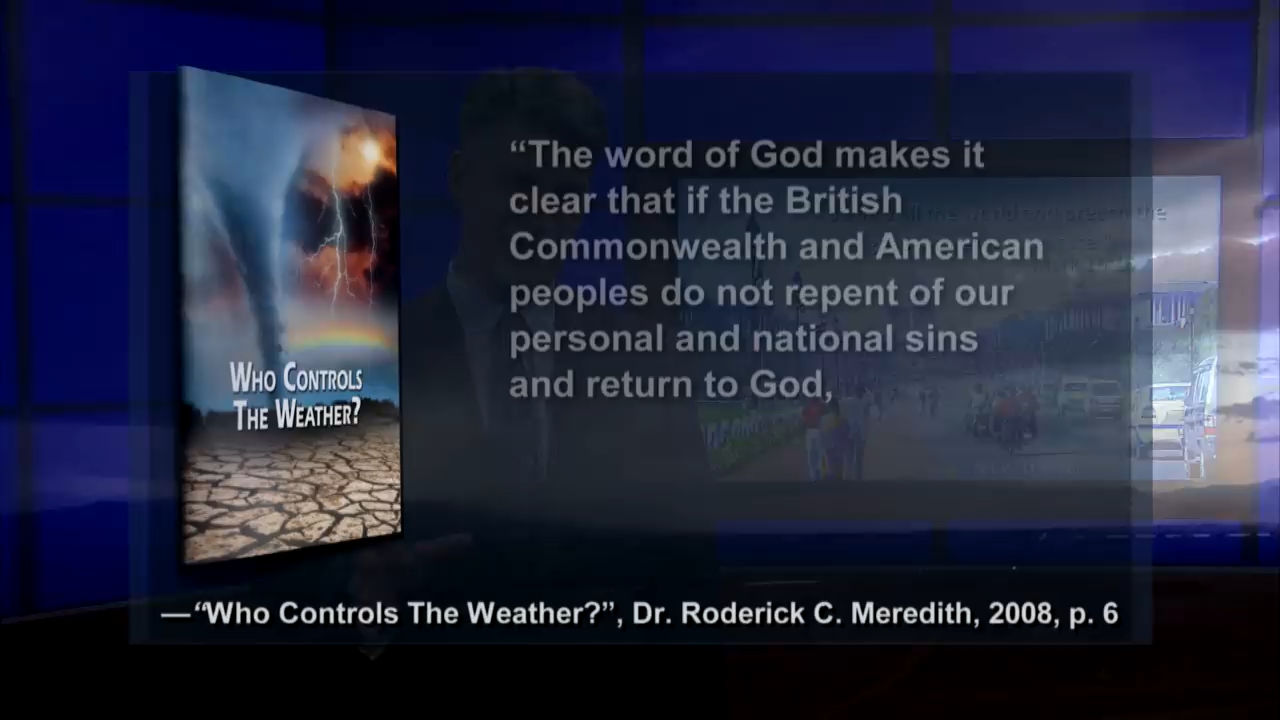 WHO CONTROLS
THE WEATHER?
“The word of God makes it
clear that if the British
Commonwealth and American
peoples do not repent of our
personal and national sins
and return to God,
—“Who Controls The Weather?”, Dr. Roderick C. Meredith, 2008, p. 6